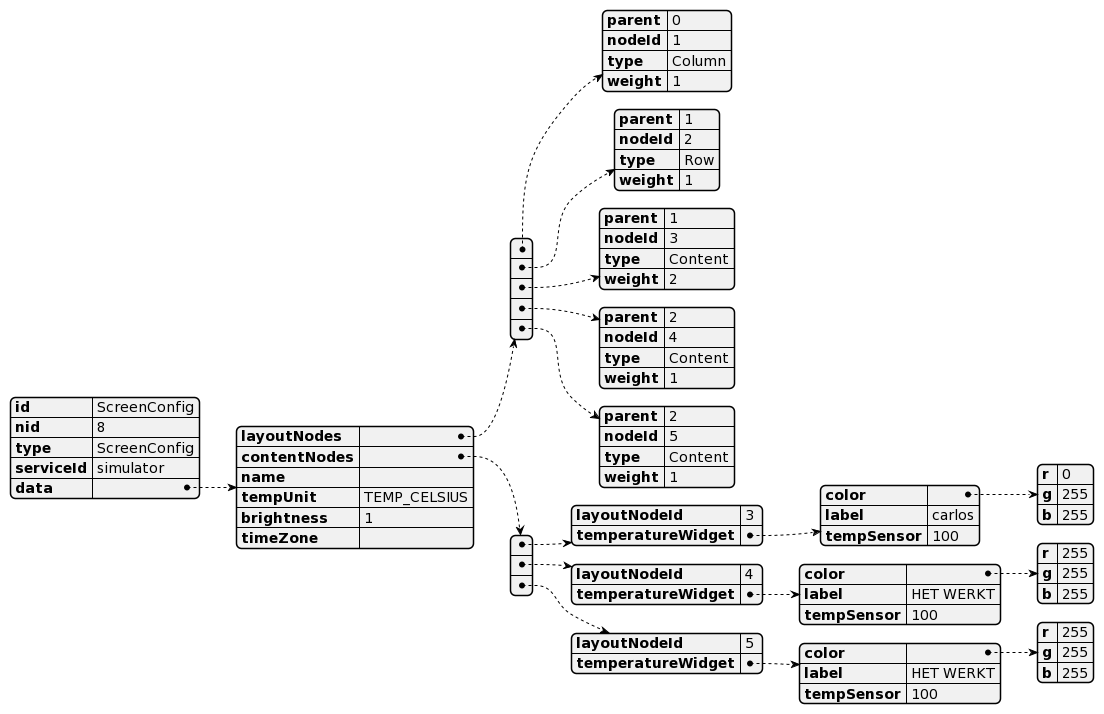 parent 0
nodeId 1
type Column
weight 1
parent 1
nodeId 2
type Row
weight 1
parent 1
nodeId 3
type Content
weight 2
parent 2
nodeId 4
type Content
weight 1
parent 2
nodeId 5
type Content
weight 1
id ScreenConfig
nid 8
type ScreenConfig
serviceId simulator
data
layoutNodes
contentNodes
name
tempUnit TEMP_CELSIUS
brightness 1
timeZone
layoutNodeId 3
temperatureWidget
color
label carlos
tempSensor 100
r 0
g 255
b 255
layoutNodeId 4
temperatureWidget
color
label HET WERKT
tempSensor 100
r 255
g 255
b 255
layoutNodeId 5
temperatureWidget
color
label HET WERKT
tempSensor 100
r 255
g 255
b 255